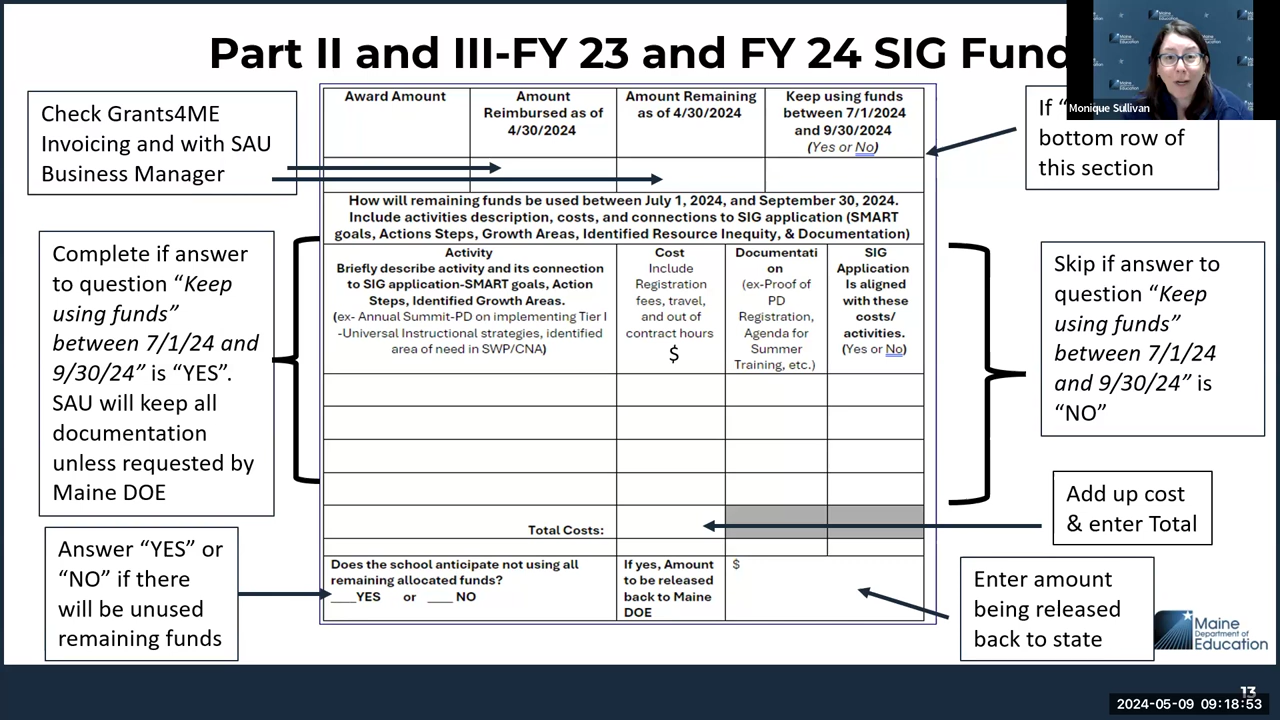 Part II and III-FY 23 and FY 24 SIG Fund
Maine
Department of
Education
Monique Sullivan
Check Grants4ME
Invoicing and with SAU
Business Manager
Complete if answer
to question “Keep
using funds”
between 7/1/24 and
9/30/24” is “YES”.
SAU will keep all
documentation
unless requested by
Maine DOE
Answer “YES” or
“NO” if there
will be unused
remaining funds
Award Amount
Amount
Reimbursed as of
4/30/2024
Amount Remaining
as of 4/30/2024
Keep using funds
between 7/1/2024
and 9/30/2024
(Yes or No)
How will remaining funds be used between July 1, 2024, and September 30, 2024.
Include activities description, costs, and connections to SIG application (SMART
goals, Actions Steps, Growth Areas, Identified Resource Inequity, & Documentation)
Activity
Briefly describe activity and its connection
to SIG application-SMART goals, Action
Steps, Identified Growth Areas.
(ex- Annual Summit-PD on implementing Tier I
-Universal Instructional strategies, identified
area of need in SWP/CNA)
Cost
Include
Registration
fees, travel,
and out of
contract hours
$
Documentati
on
(ex-Proof of
PD
Registration,
Agenda for
Summer
Training, etc.)
SIG
Application
Is aligned
with these
costs/
activities.
(Yes or No)
Total Costs:
Does the school anticipate not using all
remaining allocated funds?
____YES or ____ NO
If yes, Amount
to be released
back to Maine
DOE
$
If “
bottom row of
this section
Skip if answer to
question “Keep
using funds”
between 7/1/24
and 9/30/24” is
“NO”
Add up cost
& enter Total
Enter amount
being released
back to state
Maine
Department of
Education
13
2024-05-09 09:18:53